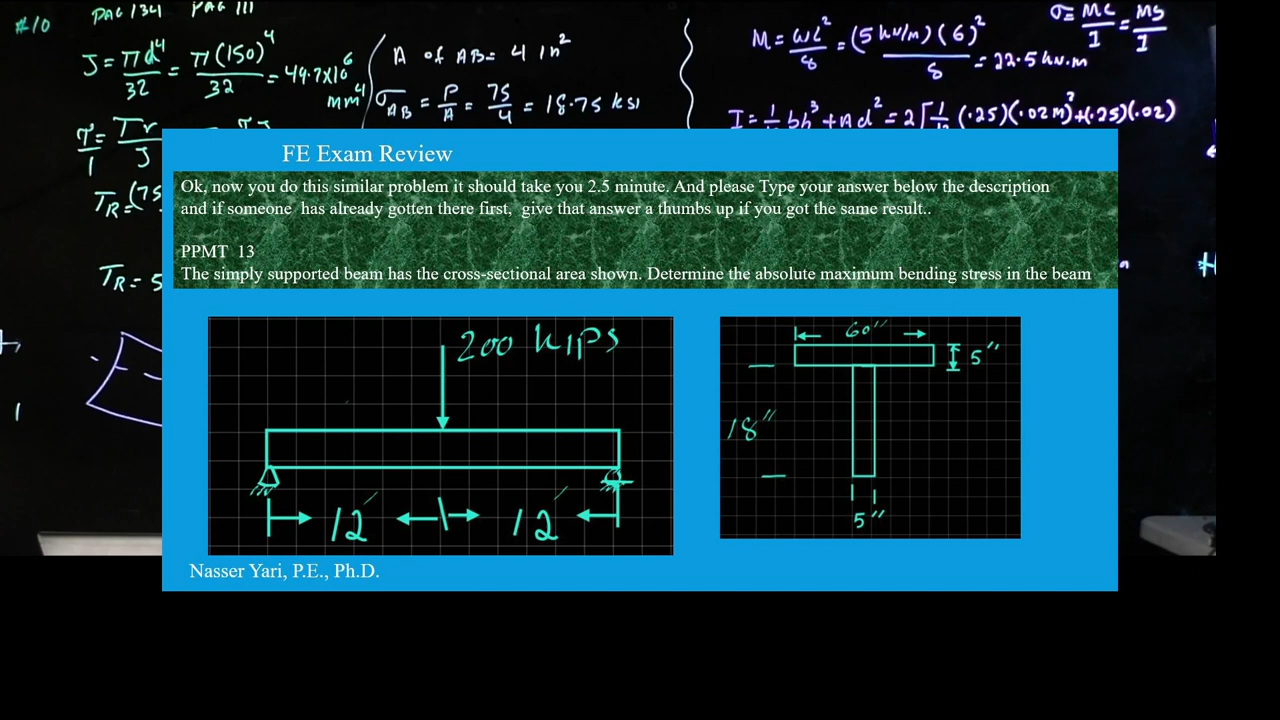 #10
PAG 134 PAG 111
J = πd⁴/32 = π(150)⁴/32 = 49.7x10⁶ mm⁴
A of AB = 4 in²
σAB = P/A = 75/4 = 18.75 ksi
M = ωL²/8 = (5 kN/m)(6)²/8 = 22.5 kN.m
σ = MC/I = M/S
τ/1 = Tr/J
FE Exam Review
Ok, now you do this similar problem it should take you 2.5 minute. And please Type your answer below the description
and if someone has already gotten there first, give that answer a thumbs up if you got the same result..
PPMT 13
The simply supported beam has the cross-sectional area shown. Determine the absolute maximum bending stress in the beam
200 KIPS
12' 12'
60"
5"
18"
5"
Nasser Yari, P.E., Ph.D.